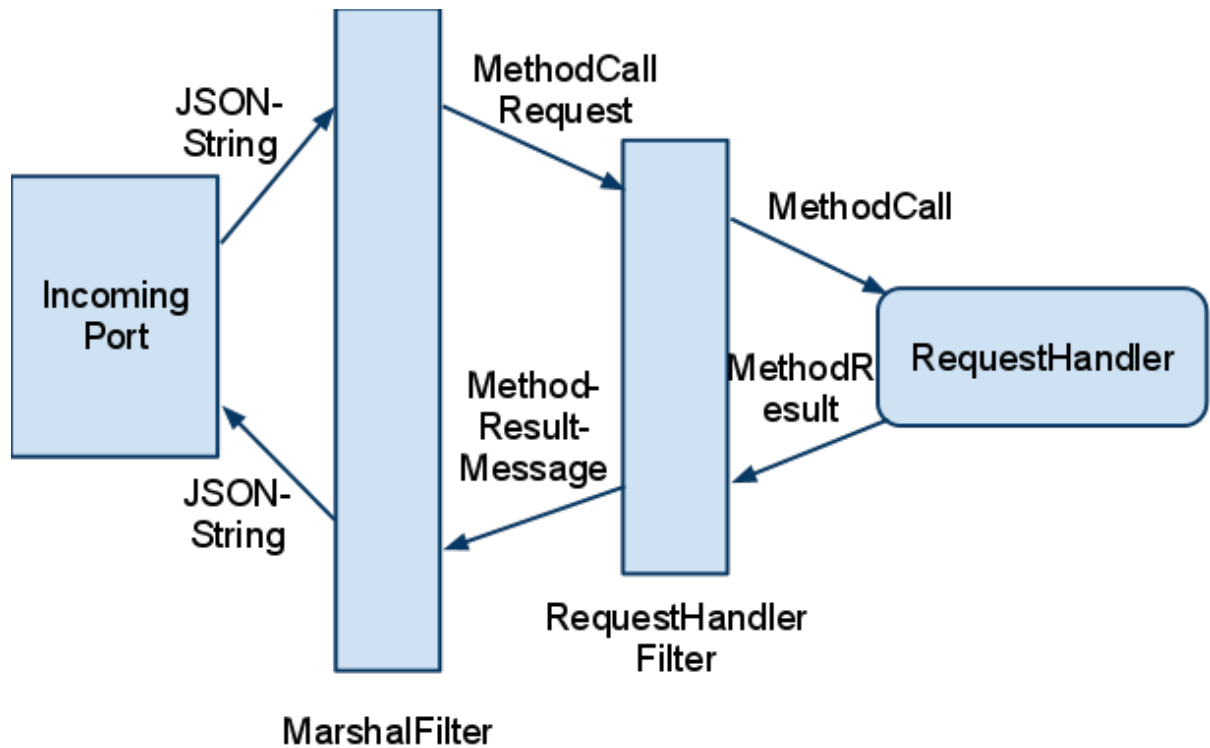 MethodCall
Request
JSON-
String
MethodCall
Incoming
Port
RequestHandler
MethodR
esult
Method-
Result-
Message
JSON-
String
RequestHandler
Filter
MarshalFilter